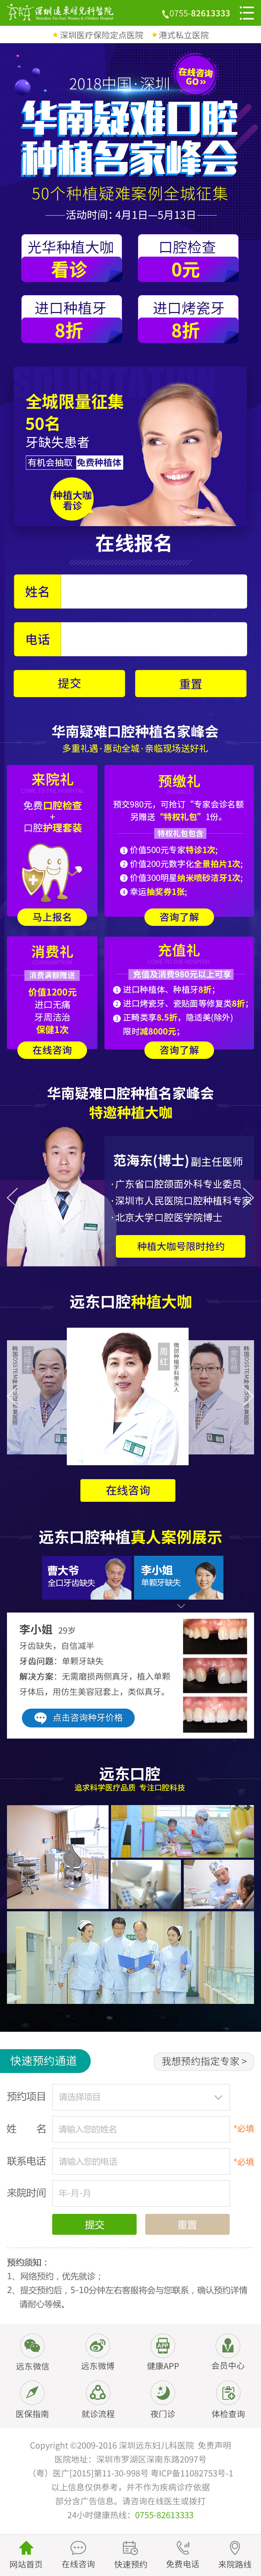 深圳远东妇儿科医院
Shenzhen Far East Women & Children Hospital
0755-82613333
深圳医疗保险定点医院 港式私立医院
在线咨询
GO >>
2018中国·深圳
华南疑难口腔
种植名家峰会
50个种植疑难案例全城征集
活动时间：4月1日—5月13日
光华种植大咖
看诊
口腔检查
0元
进口种植牙
8折
进口烤瓷牙
8折
全城限量征集
50名
牙缺失患者
有机会抽取 免费种植体
种植大咖
看诊
在线报名
姓名
电话
提交 重置
华南疑难口腔种植名家峰会
多重礼遇·惠动全城·亲临现场送好礼
来院礼
COME TO THE HOSPITAL
免费口腔检查
+
口腔护理套装
马上报名
预缴礼
预交980元，可抢订“专家会诊名额
另赠送“特权礼包”1份。
特权礼包包含
1 价值500元专家特诊1次;
2 价值200元数字化全景拍片1次;
3 价值300明星纳米喷砂洁牙1次;
4 幸运抽奖券1张;
咨询了解
消费礼
消费满额赠送
价值1200元
进口无痛
牙周洁治
保健1次
在线咨询
充值礼
COME TO THE HOSPITAL
充值及消费980元以上可享
1 进口种植体、种植牙8折；
2 进口烤瓷牙、瓷贴面等修复类8折；
3 正畸类享8.5折，隐适美(除外)
限时减8000元；
咨询了解
华南疑难口腔种植名家峰会
特邀种植大咖
范海东(博士) 副主任医师
·广东省口腔颌面外科专业委员
·深圳市人民医院口腔种植科专家
·北京大学口腔医学院博士
种植大咖号限时抢约
远东口腔种植大咖
周红
微创种植学科带头人
在线咨询
远东口腔种植真人案例展示
曹大爷
全口牙齿缺失
李小姐
单颗牙缺失
李小姐 29岁
牙齿缺失，自信减半
牙齿问题：单颗牙缺失
解决方案：无需磨损两侧真牙，植入单颗
牙体后，用仿生美容冠套上，类似真牙。
点击咨询种牙价格
远东口腔
追求科学医疗品质 专注口腔科技
快速预约通道
我想预约指定专家 >
预约项目 请选择项目
姓 名 请输入您的姓名 *必填
联系电话 请输入您的电话 *必填
来院时间 年-月-月
提交 重置
预约须知：
1、网络预约，优先就诊；
2、提交预约后，5-10分钟左右客服将会与您联系，确认预约详情
请耐心等候。
远东微信 远东微博 健康APP 会员中心
医保指南 就诊流程 夜门诊 体检查询
Copyright ©2009-2016 深圳远东妇儿科医院 免责声明
医院地址：深圳市罗湖区深南东路2097号
（粤）医广[2015]第11-30-998号 粤ICP备11082753号-1
以上信息仅供参考，并不作为疾病诊疗依据
部分含广告信息。请咨询在线医生或拨打
24小时健康热线：0755-82613333
网站首页 在线咨询 快速预约 免费电话 来院路线